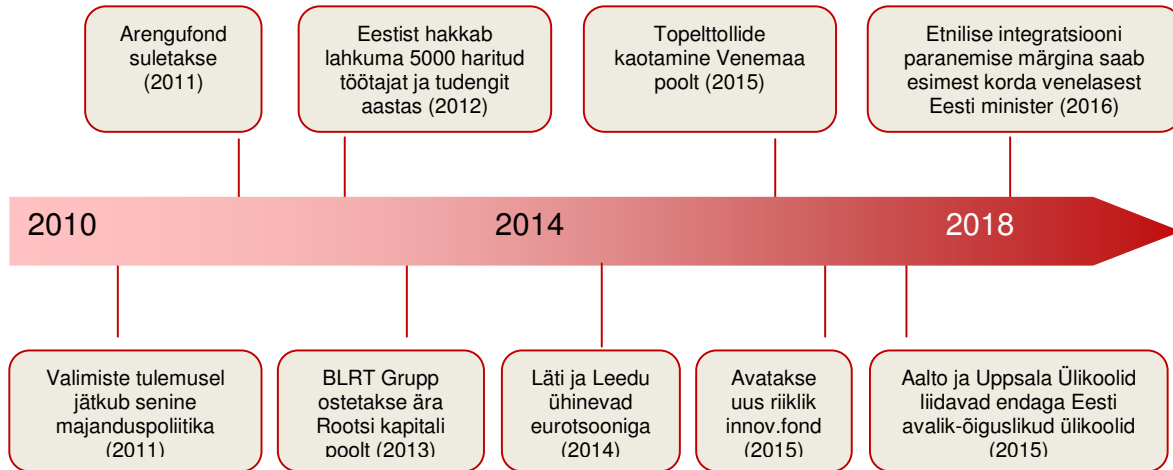 Arengufond
suletakse
(2011)
Eestist hakkab
lahkuma 5000 haritud
töötajat ja tudengit
aastas (2012)
Topelttollide
kaotamine Venemaa
poolt (2015)
Etnilise integratsiooni
paranemise märgina saab
esimest korda venelasest
Eesti minister (2016)
2010
2014
2018
Valimiste tulemusel
jätkub senine
majanduspoliitika
(2011)
BLRT Grupp
ostetakse ära
Rootsi kapitali
poolt (2013)
Läti ja Leedu
ühinevad
eurotsooniga
(2014)
Avatakse
uus riiklik
innov.fond
(2015)
Aalto ja Uppsala Ülikoolid
liidavad endaga Eesti
avalik-õiguslikud ülikoolid
(2015)